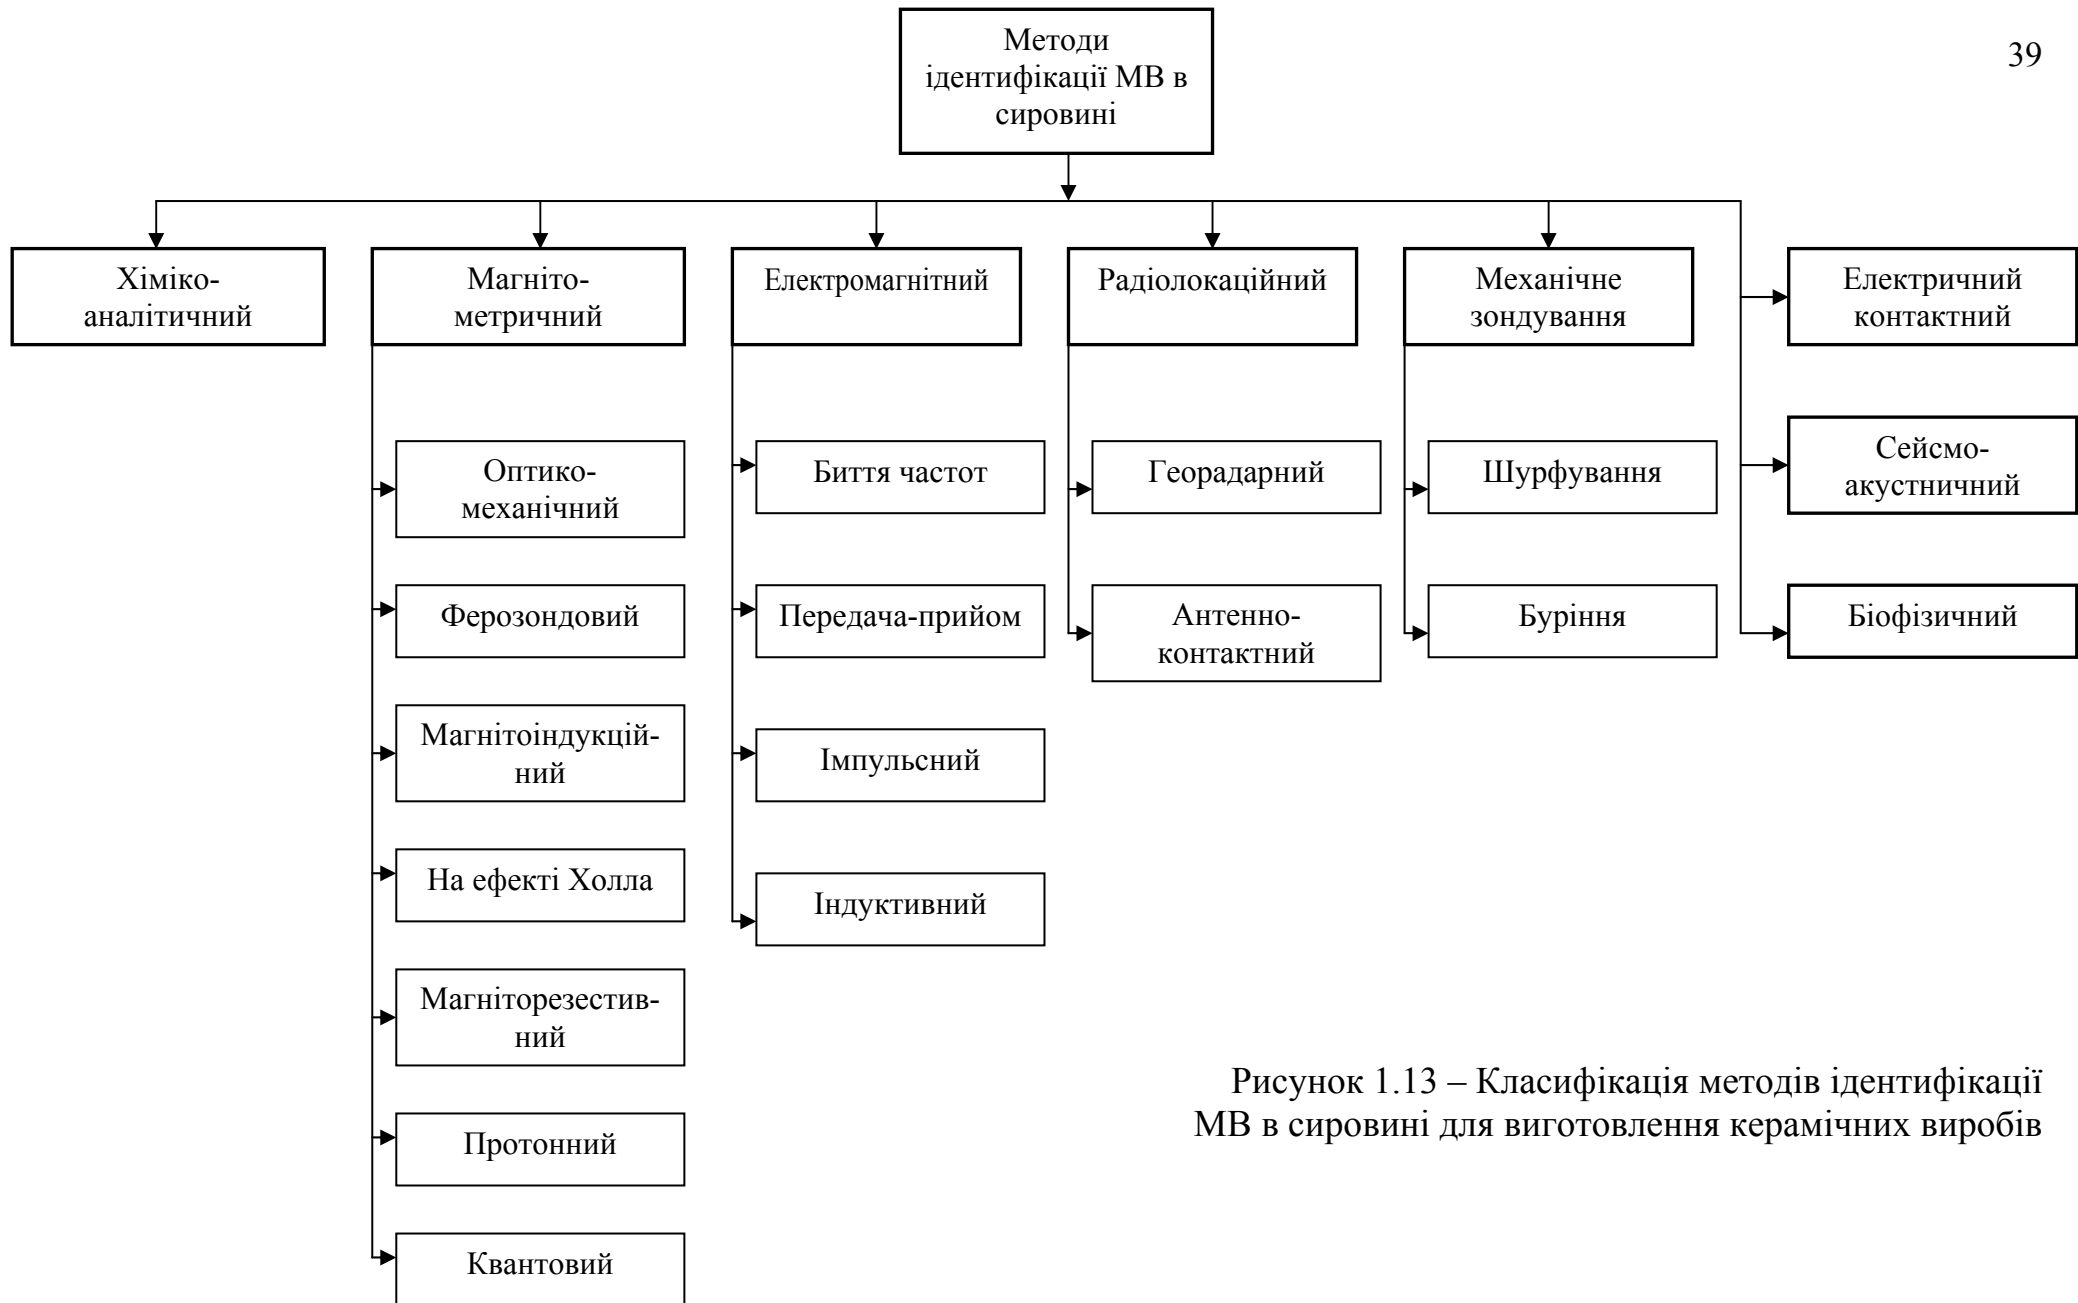 39
Методи
ідентифікації МВ в
сировині
Хіміко-
аналітичний
Магніто-
метричний
Електромагнітний
Радіолокаційний
Механічне
зондування
Електричний
контактний
Оптико-
механічний
Ферозондовий
Магнітоіндукцій-
ний
На ефекті Холла
Магніторезестив-
ний
Протонний
Квантовий
Биття частот
Передача-прийом
Імпульсний
Індуктивний
Георадарний
Антенно-
контактний
Шурфування
Буріння
Сейсмо-
акустничний
Біофізичний
Рисунок 1.13 – Класифікація методів ідентифікації
МВ в сировині для виготовлення керамічних виробів